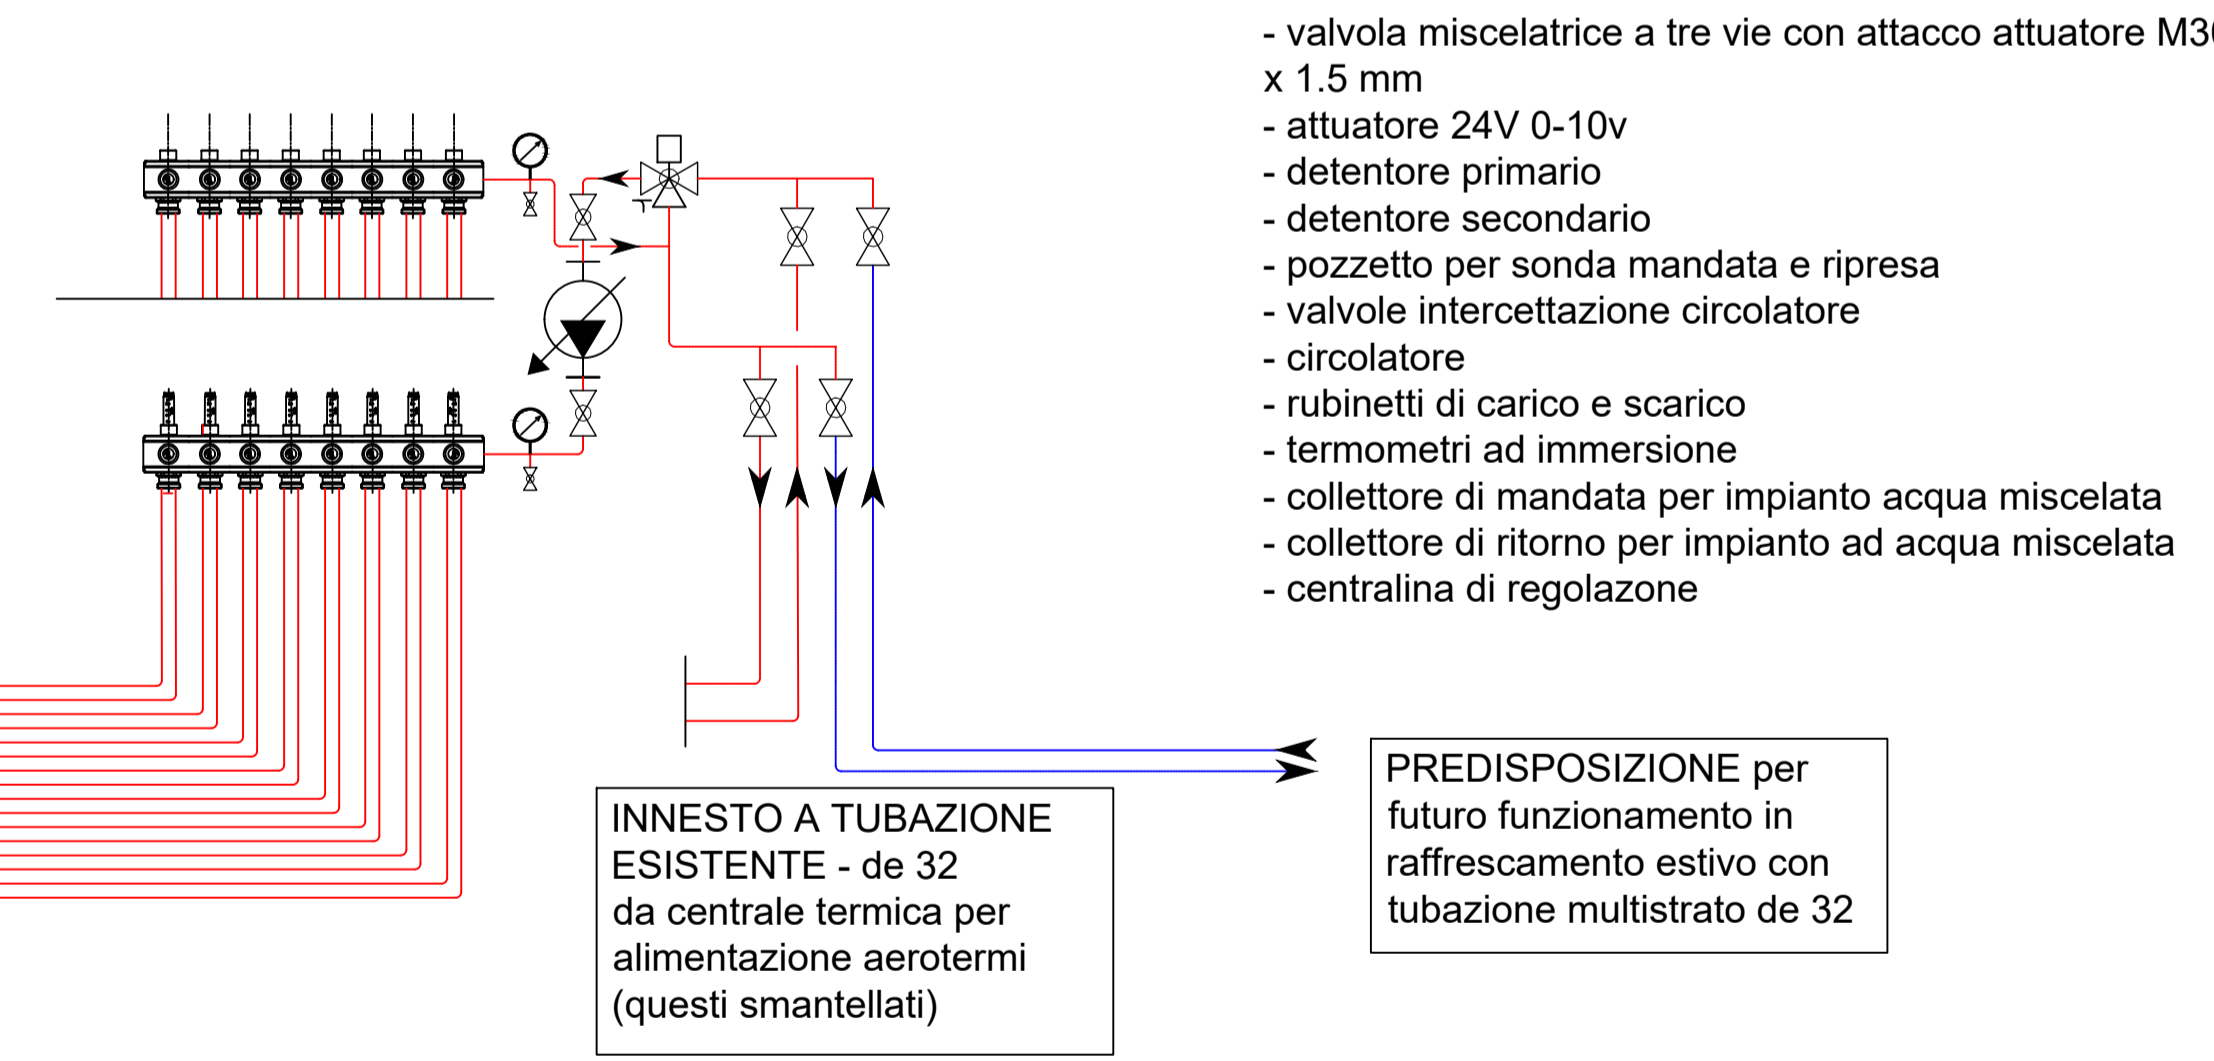 - valvola miscelatrice a tre vie con attacco attuatore M30
x 1.5 mm
- attuatore 24V 0-10v
- detentore primario
- detentore secondario
- pozzetto per sonda mandata e ripresa
- valvole intercettazione circolatore
- circolatore
- rubinetti di carico e scarico
- termometri ad immersione
- collettore di mandata per impianto acqua miscelata
- collettore di ritorno per impianto ad acqua miscelata
- centralina di regolazone
INNESTO A TUBAZIONE
ESISTENTE - de 32
da centrale termica per
alimentazione aerotermi
(questi smantellati)
PREDISPOSIZIONE per
futuro funzionamento in
raffrescamento estivo con
tubazione multistrato de 32